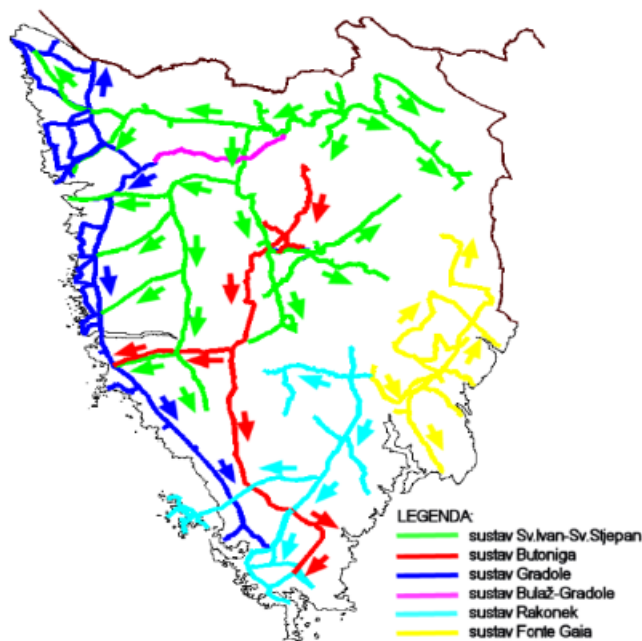 LEGENDA:
sustav Sv.Ivan-Sv.Stjepan
sustav Butoniga
sustav Gradole
sustav Bulaž-Gradole
sustav Rakonek
sustav Fonte Gaia